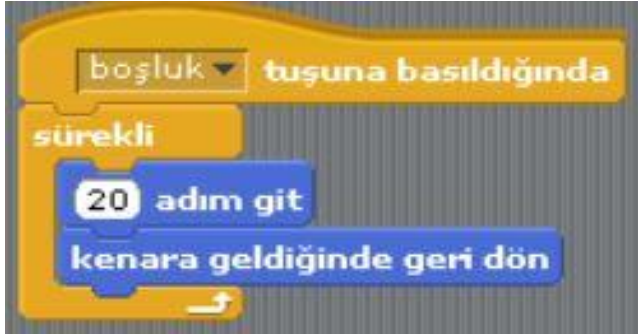 boşluk tuşuna basıldığında
sürekli
20 adım git
kenara geldiğinde geri dön